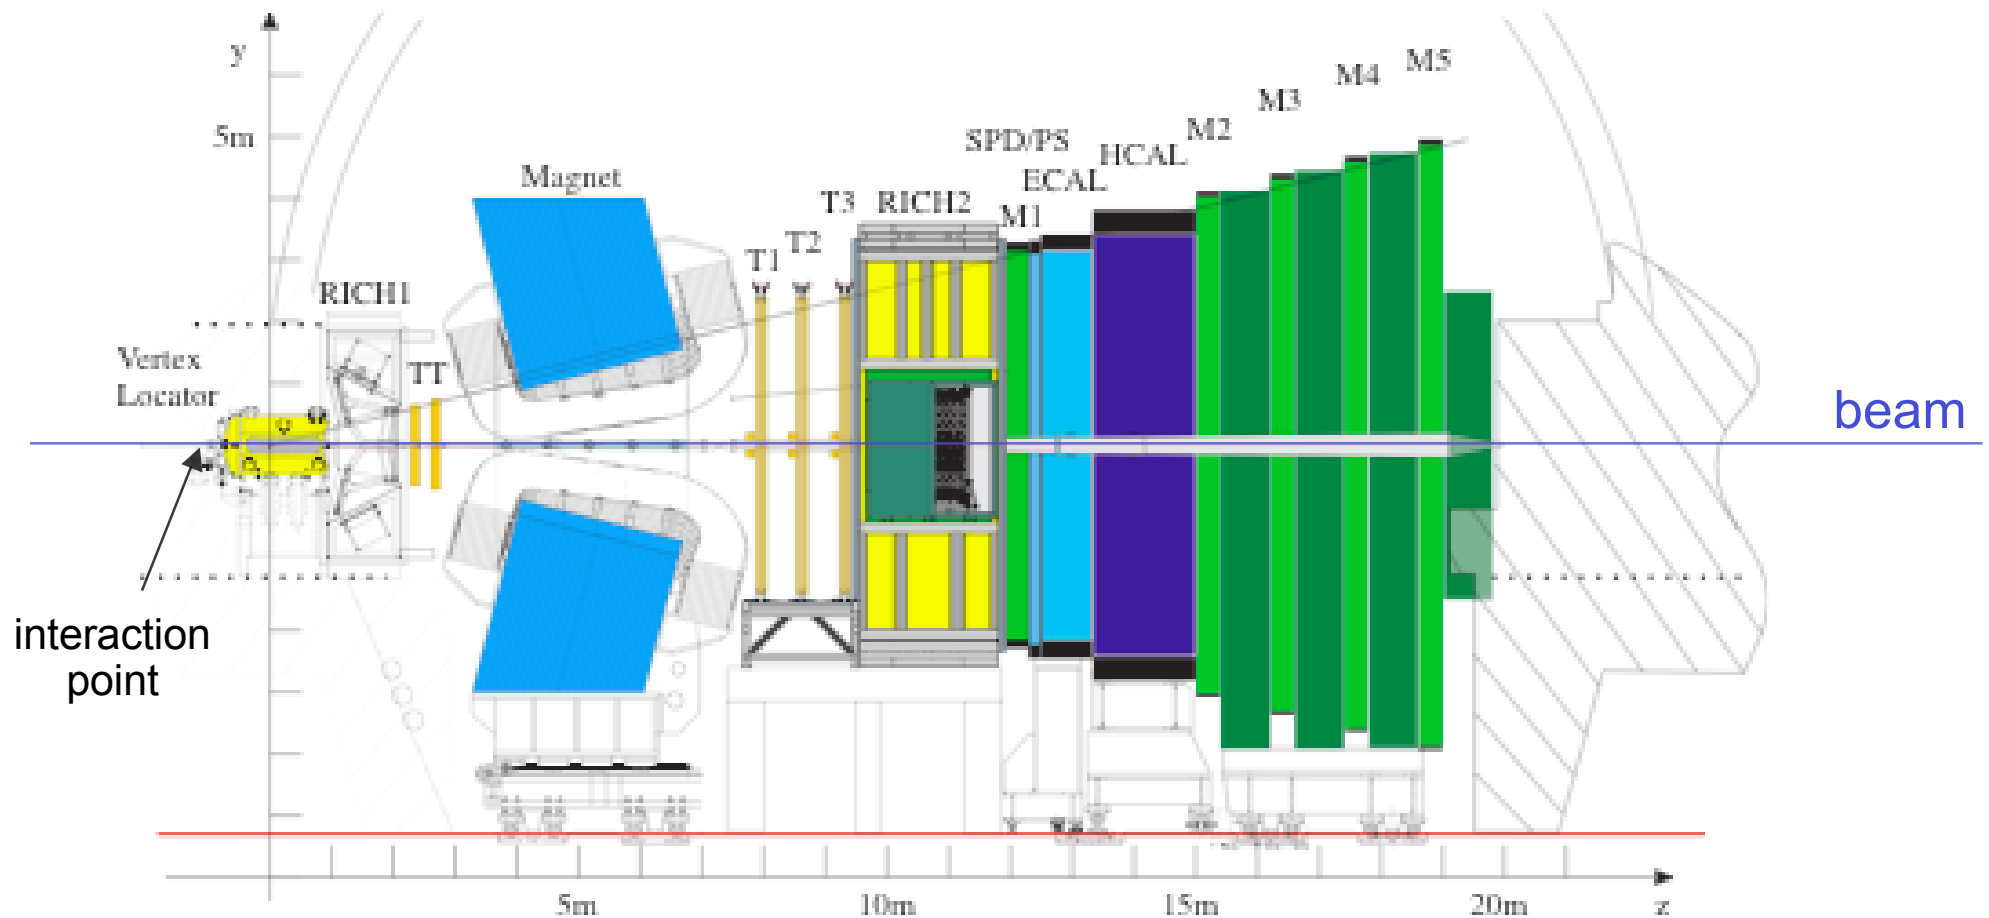 y
5m
M5
M4
M3
M2
SPD/PS
HCAL
ECAL
Magnet
T3
RICH2
M1
T2
T1
RICH1
Vertex
Locator
TT
beam
interaction
point
5m
10m
15m
20m
z